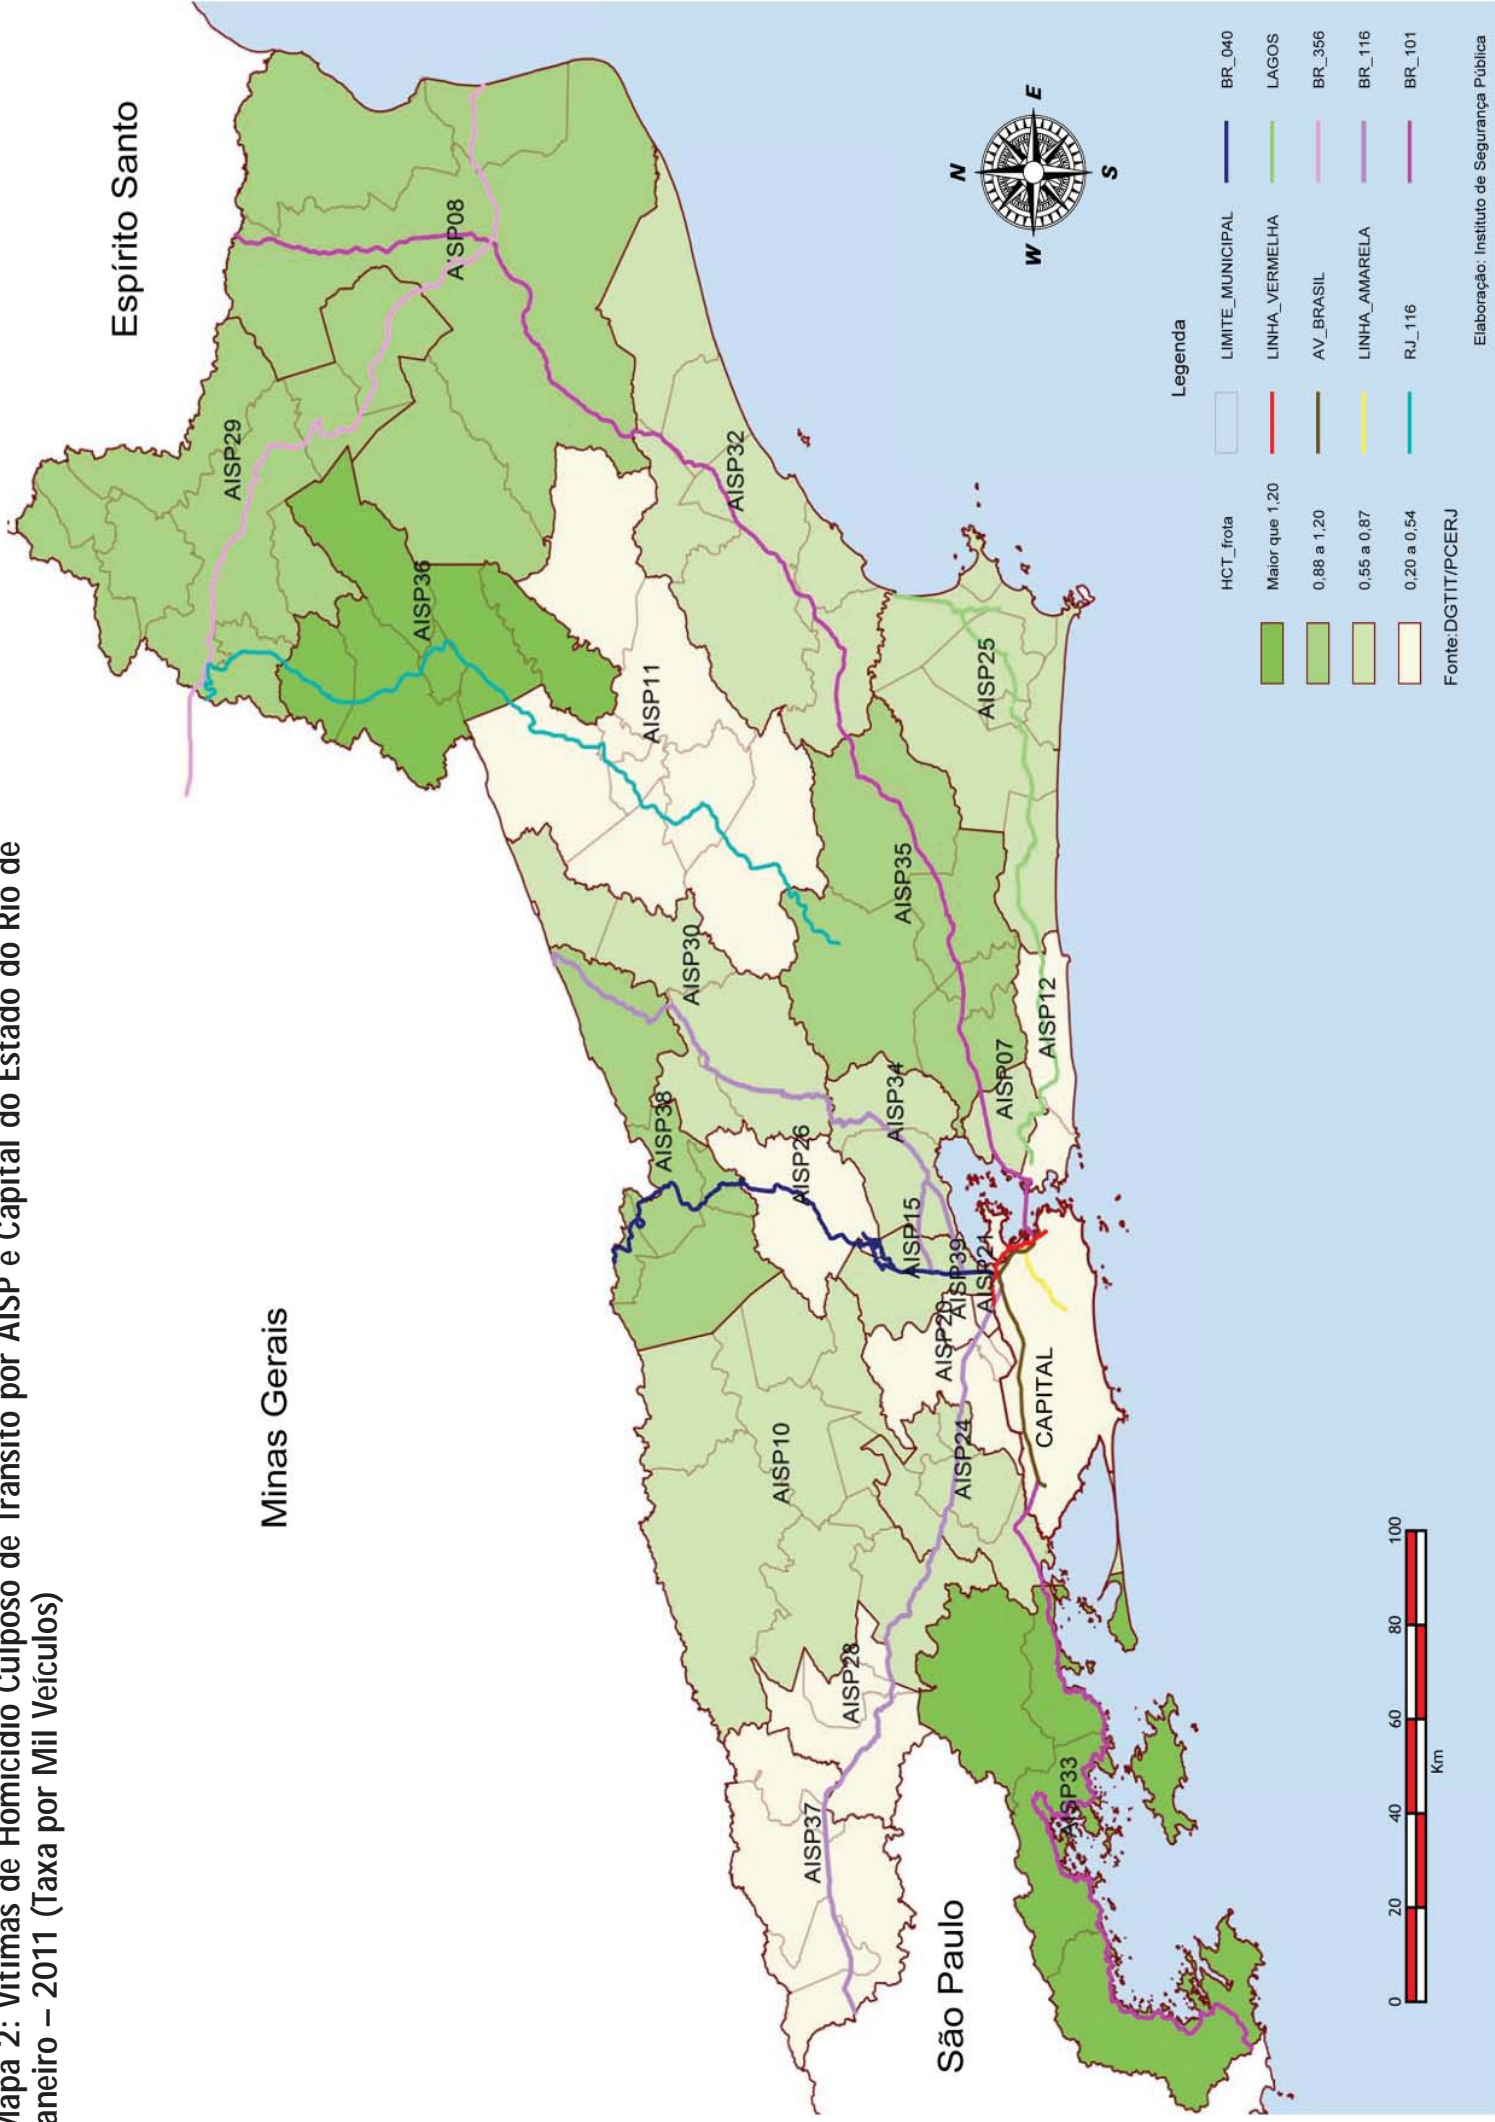 Mapa 2: Vítimas de Homicídio Culposo de Trânsito por AISP e Capital do Estado do Rio de
aneiro – 2011 (Taxa por Mil Veículos)
Espírito Santo
Minas Gerais
São Paulo
AISP29
AISP08
AISP36
AISP32
AISP11
AISP25
AISP35
AISP30
AISP12
AISP07
AISP34
AISP38
AISP26
AISP15
AISP39
AISP21
AISP20
AISP10
AISP24
CAPITAL
AISP28
AISP37
AISP33
N
W
E
S
Legenda
HCT_frota
Maior que 1,20
0,88 a 1,20
0,55 a 0,87
0,20 a 0,54
LIMITE_MUNICIPAL
LINHA_VERMELHA
AV_BRASIL
LINHA_AMARELA
RJ_116
BR_040
LAGOS
BR_356
BR_116
BR_101
Fonte:DGTIT/PCERJ
Elaboração: Instituto de Segurança Pública
0 20 40 60 80 100
Km